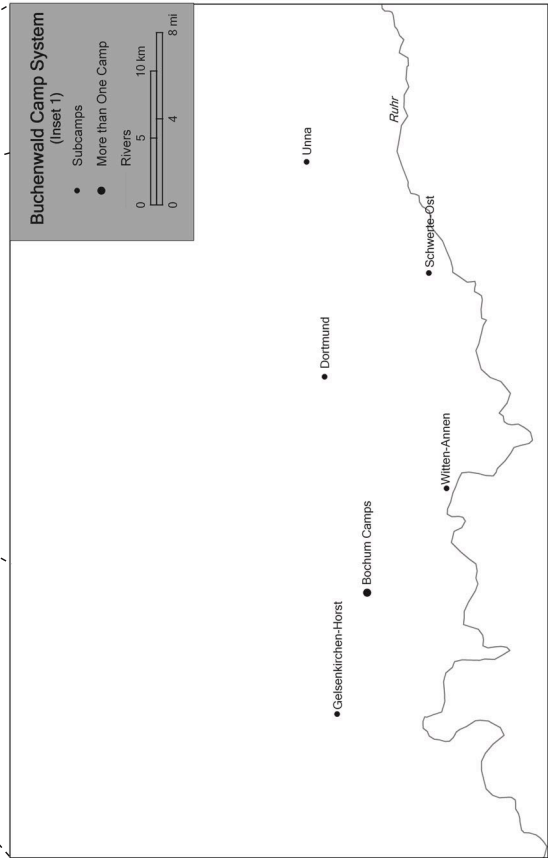 Buchenwald Camp System
(Inset 1)
Subcamps
More than One Camp
Rivers
0 5 10 km
0 4 8 mi
Ruhr
Unna
Schwerte-Ost
Dortmund
Witten-Annen
Bochum Camps
Gelsenkirchen-Horst